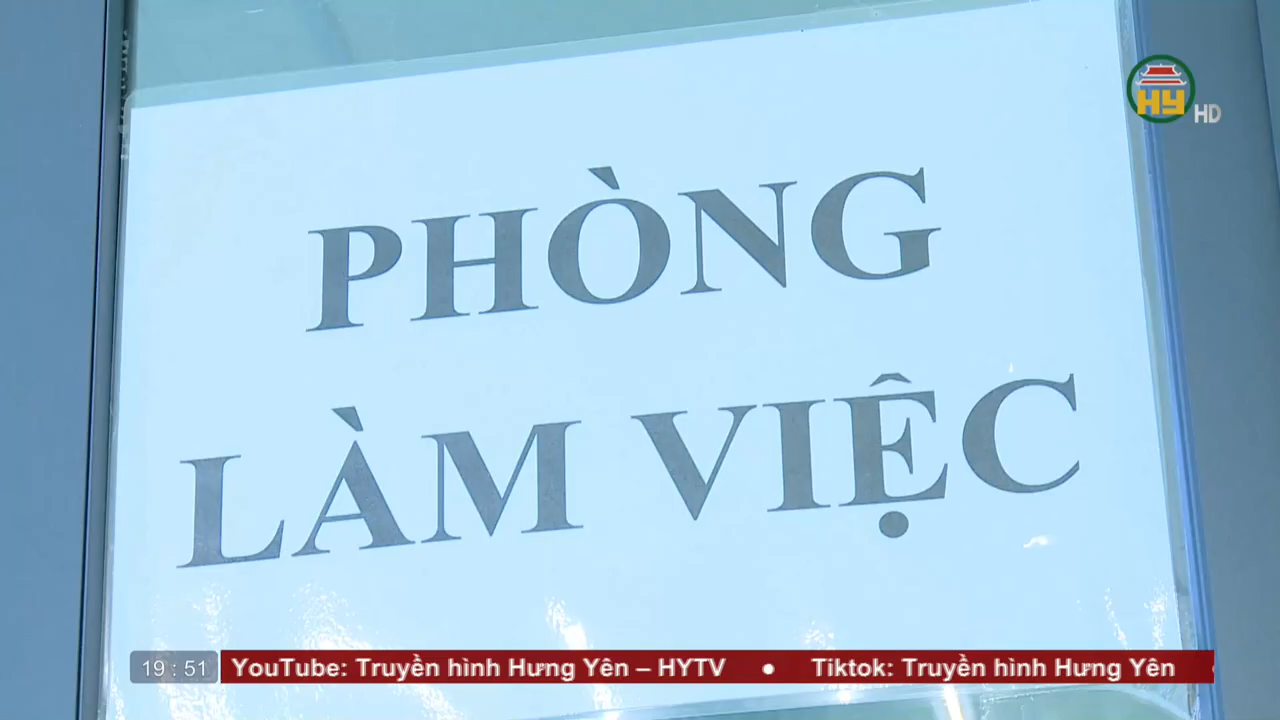 HY HD
PHÒNG
LÀM VIỆC
19 : 51 YouTube: Truyền hình Hưng Yên – HYTV ● Tiktok: Truyền hình Hưng Yên